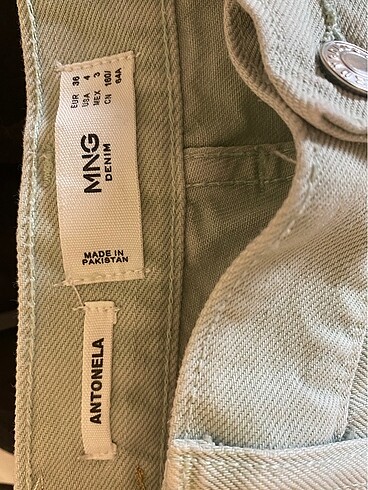 EUR 36
USA 4
MEX 3
CN 160/64A
MNG
DENIM
MADE IN
PAKISTAN
ANTONELA